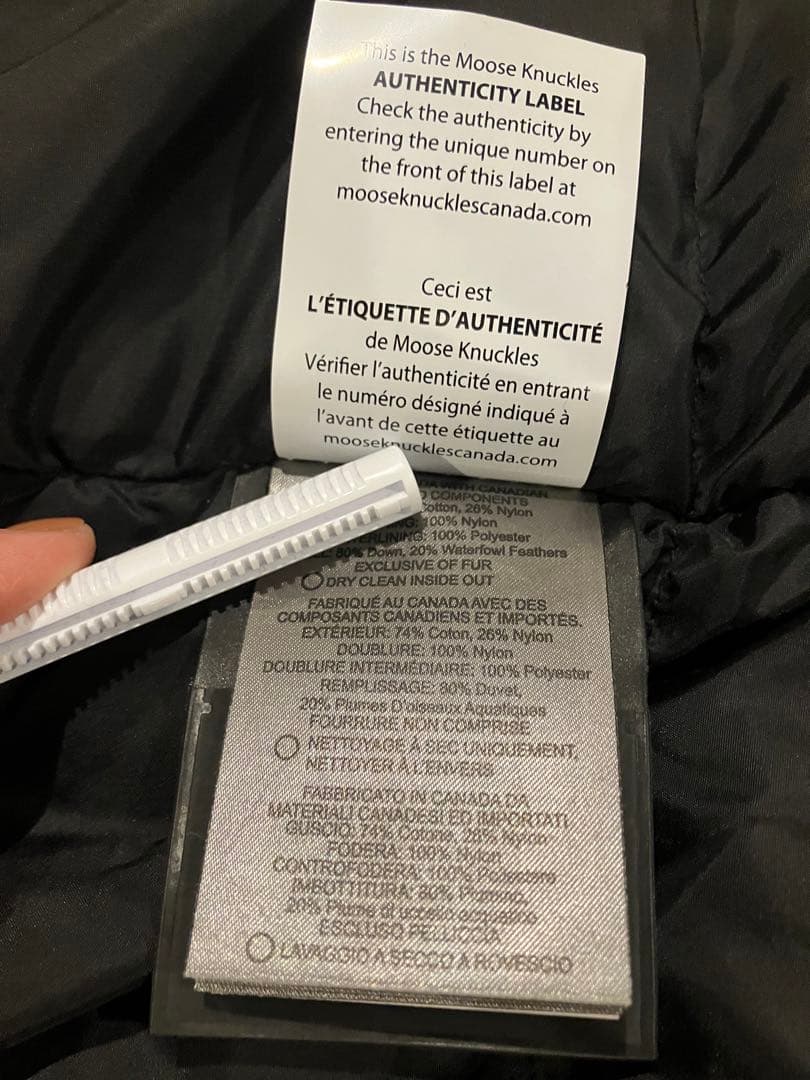 This is the Moose Knuckles
AUTHENTICITY LABEL
Check the authenticity by
entering the unique number on
the front of this label at
mooseknucklescanada.com
Ceci est
L'ÉTIQUETTE D'AUTHENTICITÉ
de Moose Knuckles
Vérifier l'authenticité en entrant
le numéro désigné indiqué à
l'avant de cette étiquette au
mooseknucklescanada.com
WITH CANADIAN
COMPONENTS
Cotton, 26% Nylon
100% Nylon
100% Polyester
80% Down, 20% Waterfowl Feathers
EXCLUSIVE OF FUR
DRY CLEAN INSIDE OUT
FABRIQUÉ AU CANADA AVEC DES
COMPOSANTS CANADIENS ET IMPORTÉS.
EXTÉRIEUR: 74% Coton, 26% Nylon
DOUBLURE: 100% Nylon
DOUBLURE INTERMÉDIAIRE: 100% Polyester
REMPLISSAGE: 80% Duvet,
20% Plumes D'oiseaux Aquatiques
FOURRURE NON COMPRISE
NETTOYAGE À SEC UNIQUEMENT.
NETTOYER À L'ENVERS
FABBRICATO IN CANADA DA
MATERIALI CANADESI ED IMPORTATI
GUSCIO: 74% Cotone, 26% Nylon
FODERA: 100% Nylon
CONTROFODERA: 100% Poliestere
IMBOTTITURA: 80% Piumino,
20% Piume di uccello acquatico
ESCLUSO PELLICCIA
LAVAGGIO A SECCO A ROVESCIO